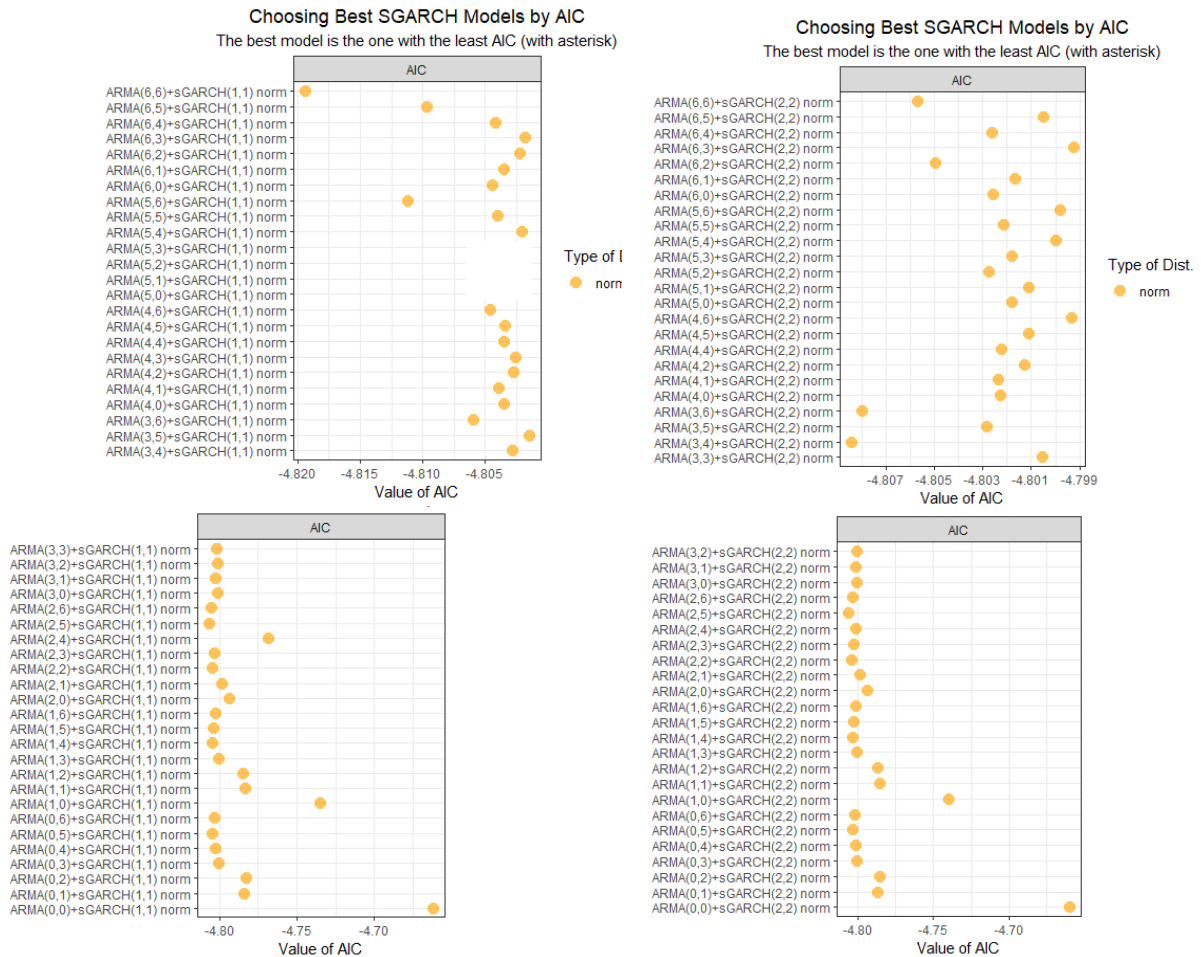 Choosing Best SGARCH Models by AIC
The best model is the one with the least AIC (with asterisk)
AIC
ARMA(6,6)+sGARCH(1,1) norm
ARMA(6,5)+sGARCH(1,1) norm
ARMA(6,4)+sGARCH(1,1) norm
ARMA(6,3)+sGARCH(1,1) norm
ARMA(6,2)+sGARCH(1,1) norm
ARMA(6,1)+sGARCH(1,1) norm
ARMA(6,0)+sGARCH(1,1) norm
ARMA(5,6)+sGARCH(1,1) norm
ARMA(5,5)+sGARCH(1,1) norm
ARMA(5,4)+sGARCH(1,1) norm
ARMA(5,3)+sGARCH(1,1) norm
ARMA(5,2)+sGARCH(1,1) norm
ARMA(5,1)+sGARCH(1,1) norm
ARMA(5,0)+sGARCH(1,1) norm
ARMA(4,6)+sGARCH(1,1) norm
ARMA(4,5)+sGARCH(1,1) norm
ARMA(4,4)+sGARCH(1,1) norm
ARMA(4,3)+sGARCH(1,1) norm
ARMA(4,2)+sGARCH(1,1) norm
ARMA(4,1)+sGARCH(1,1) norm
ARMA(4,0)+sGARCH(1,1) norm
ARMA(3,6)+sGARCH(1,1) norm
ARMA(3,5)+sGARCH(1,1) norm
ARMA(3,4)+sGARCH(1,1) norm
-4.820 -4.815 -4.810 -4.805
Value of AIC
Type of
norm
Choosing Best SGARCH Models by AIC
The best model is the one with the least AIC (with asterisk)
AIC
ARMA(6,6)+sGARCH(2,2) norm
ARMA(6,5)+sGARCH(2,2) norm
ARMA(6,4)+sGARCH(2,2) norm
ARMA(6,3)+sGARCH(2,2) norm
ARMA(6,2)+sGARCH(2,2) norm
ARMA(6,1)+sGARCH(2,2) norm
ARMA(6,0)+sGARCH(2,2) norm
ARMA(5,6)+sGARCH(2,2) norm
ARMA(5,5)+sGARCH(2,2) norm
ARMA(5,4)+sGARCH(2,2) norm
ARMA(5,3)+sGARCH(2,2) norm
ARMA(5,2)+sGARCH(2,2) norm
ARMA(5,1)+sGARCH(2,2) norm
ARMA(5,0)+sGARCH(2,2) norm
ARMA(4,6)+sGARCH(2,2) norm
ARMA(4,5)+sGARCH(2,2) norm
ARMA(4,4)+sGARCH(2,2) norm
ARMA(4,2)+sGARCH(2,2) norm
ARMA(4,1)+sGARCH(2,2) norm
ARMA(4,0)+sGARCH(2,2) norm
ARMA(3,6)+sGARCH(2,2) norm
ARMA(3,5)+sGARCH(2,2) norm
ARMA(3,4)+sGARCH(2,2) norm
ARMA(3,3)+sGARCH(2,2) norm
-4.807 -4.805 -4.803 -4.801 -4.799
Value of AIC
Type of Dist.
norm
AIC
ARMA(3,3)+sGARCH(1,1) norm
ARMA(3,2)+sGARCH(1,1) norm
ARMA(3,1)+sGARCH(1,1) norm
ARMA(3,0)+sGARCH(1,1) norm
ARMA(2,6)+sGARCH(1,1) norm
ARMA(2,5)+sGARCH(1,1) norm
ARMA(2,4)+sGARCH(1,1) norm
ARMA(2,3)+sGARCH(1,1) norm
ARMA(2,2)+sGARCH(1,1) norm
ARMA(2,1)+sGARCH(1,1) norm
ARMA(2,0)+sGARCH(1,1) norm
ARMA(1,6)+sGARCH(1,1) norm
ARMA(1,5)+sGARCH(1,1) norm
ARMA(1,4)+sGARCH(1,1) norm
ARMA(1,3)+sGARCH(1,1) norm
ARMA(1,2)+sGARCH(1,1) norm
ARMA(1,1)+sGARCH(1,1) norm
ARMA(1,0)+sGARCH(1,1) norm
ARMA(0,6)+sGARCH(1,1) norm
ARMA(0,5)+sGARCH(1,1) norm
ARMA(0,4)+sGARCH(1,1) norm
ARMA(0,3)+sGARCH(1,1) norm
ARMA(0,2)+sGARCH(1,1) norm
ARMA(0,1)+sGARCH(1,1) norm
ARMA(0,0)+sGARCH(1,1) norm
-4.80 -4.75 -4.70
Value of AIC
AIC
ARMA(3,2)+sGARCH(2,2) norm
ARMA(3,1)+sGARCH(2,2) norm
ARMA(3,0)+sGARCH(2,2) norm
ARMA(2,6)+sGARCH(2,2) norm
ARMA(2,5)+sGARCH(2,2) norm
ARMA(2,4)+sGARCH(2,2) norm
ARMA(2,3)+sGARCH(2,2) norm
ARMA(2,2)+sGARCH(2,2) norm
ARMA(2,1)+sGARCH(2,2) norm
ARMA(2,0)+sGARCH(2,2) norm
ARMA(1,6)+sGARCH(2,2) norm
ARMA(1,5)+sGARCH(2,2) norm
ARMA(1,4)+sGARCH(2,2) norm
ARMA(1,3)+sGARCH(2,2) norm
ARMA(1,2)+sGARCH(2,2) norm
ARMA(1,1)+sGARCH(2,2) norm
ARMA(1,0)+sGARCH(2,2) norm
ARMA(0,6)+sGARCH(2,2) norm
ARMA(0,5)+sGARCH(2,2) norm
ARMA(0,4)+sGARCH(2,2) norm
ARMA(0,3)+sGARCH(2,2) norm
ARMA(0,2)+sGARCH(2,2) norm
ARMA(0,1)+sGARCH(2,2) norm
ARMA(0,0)+sGARCH(2,2) norm
-4.80 -4.75 -4.70
Value of AIC